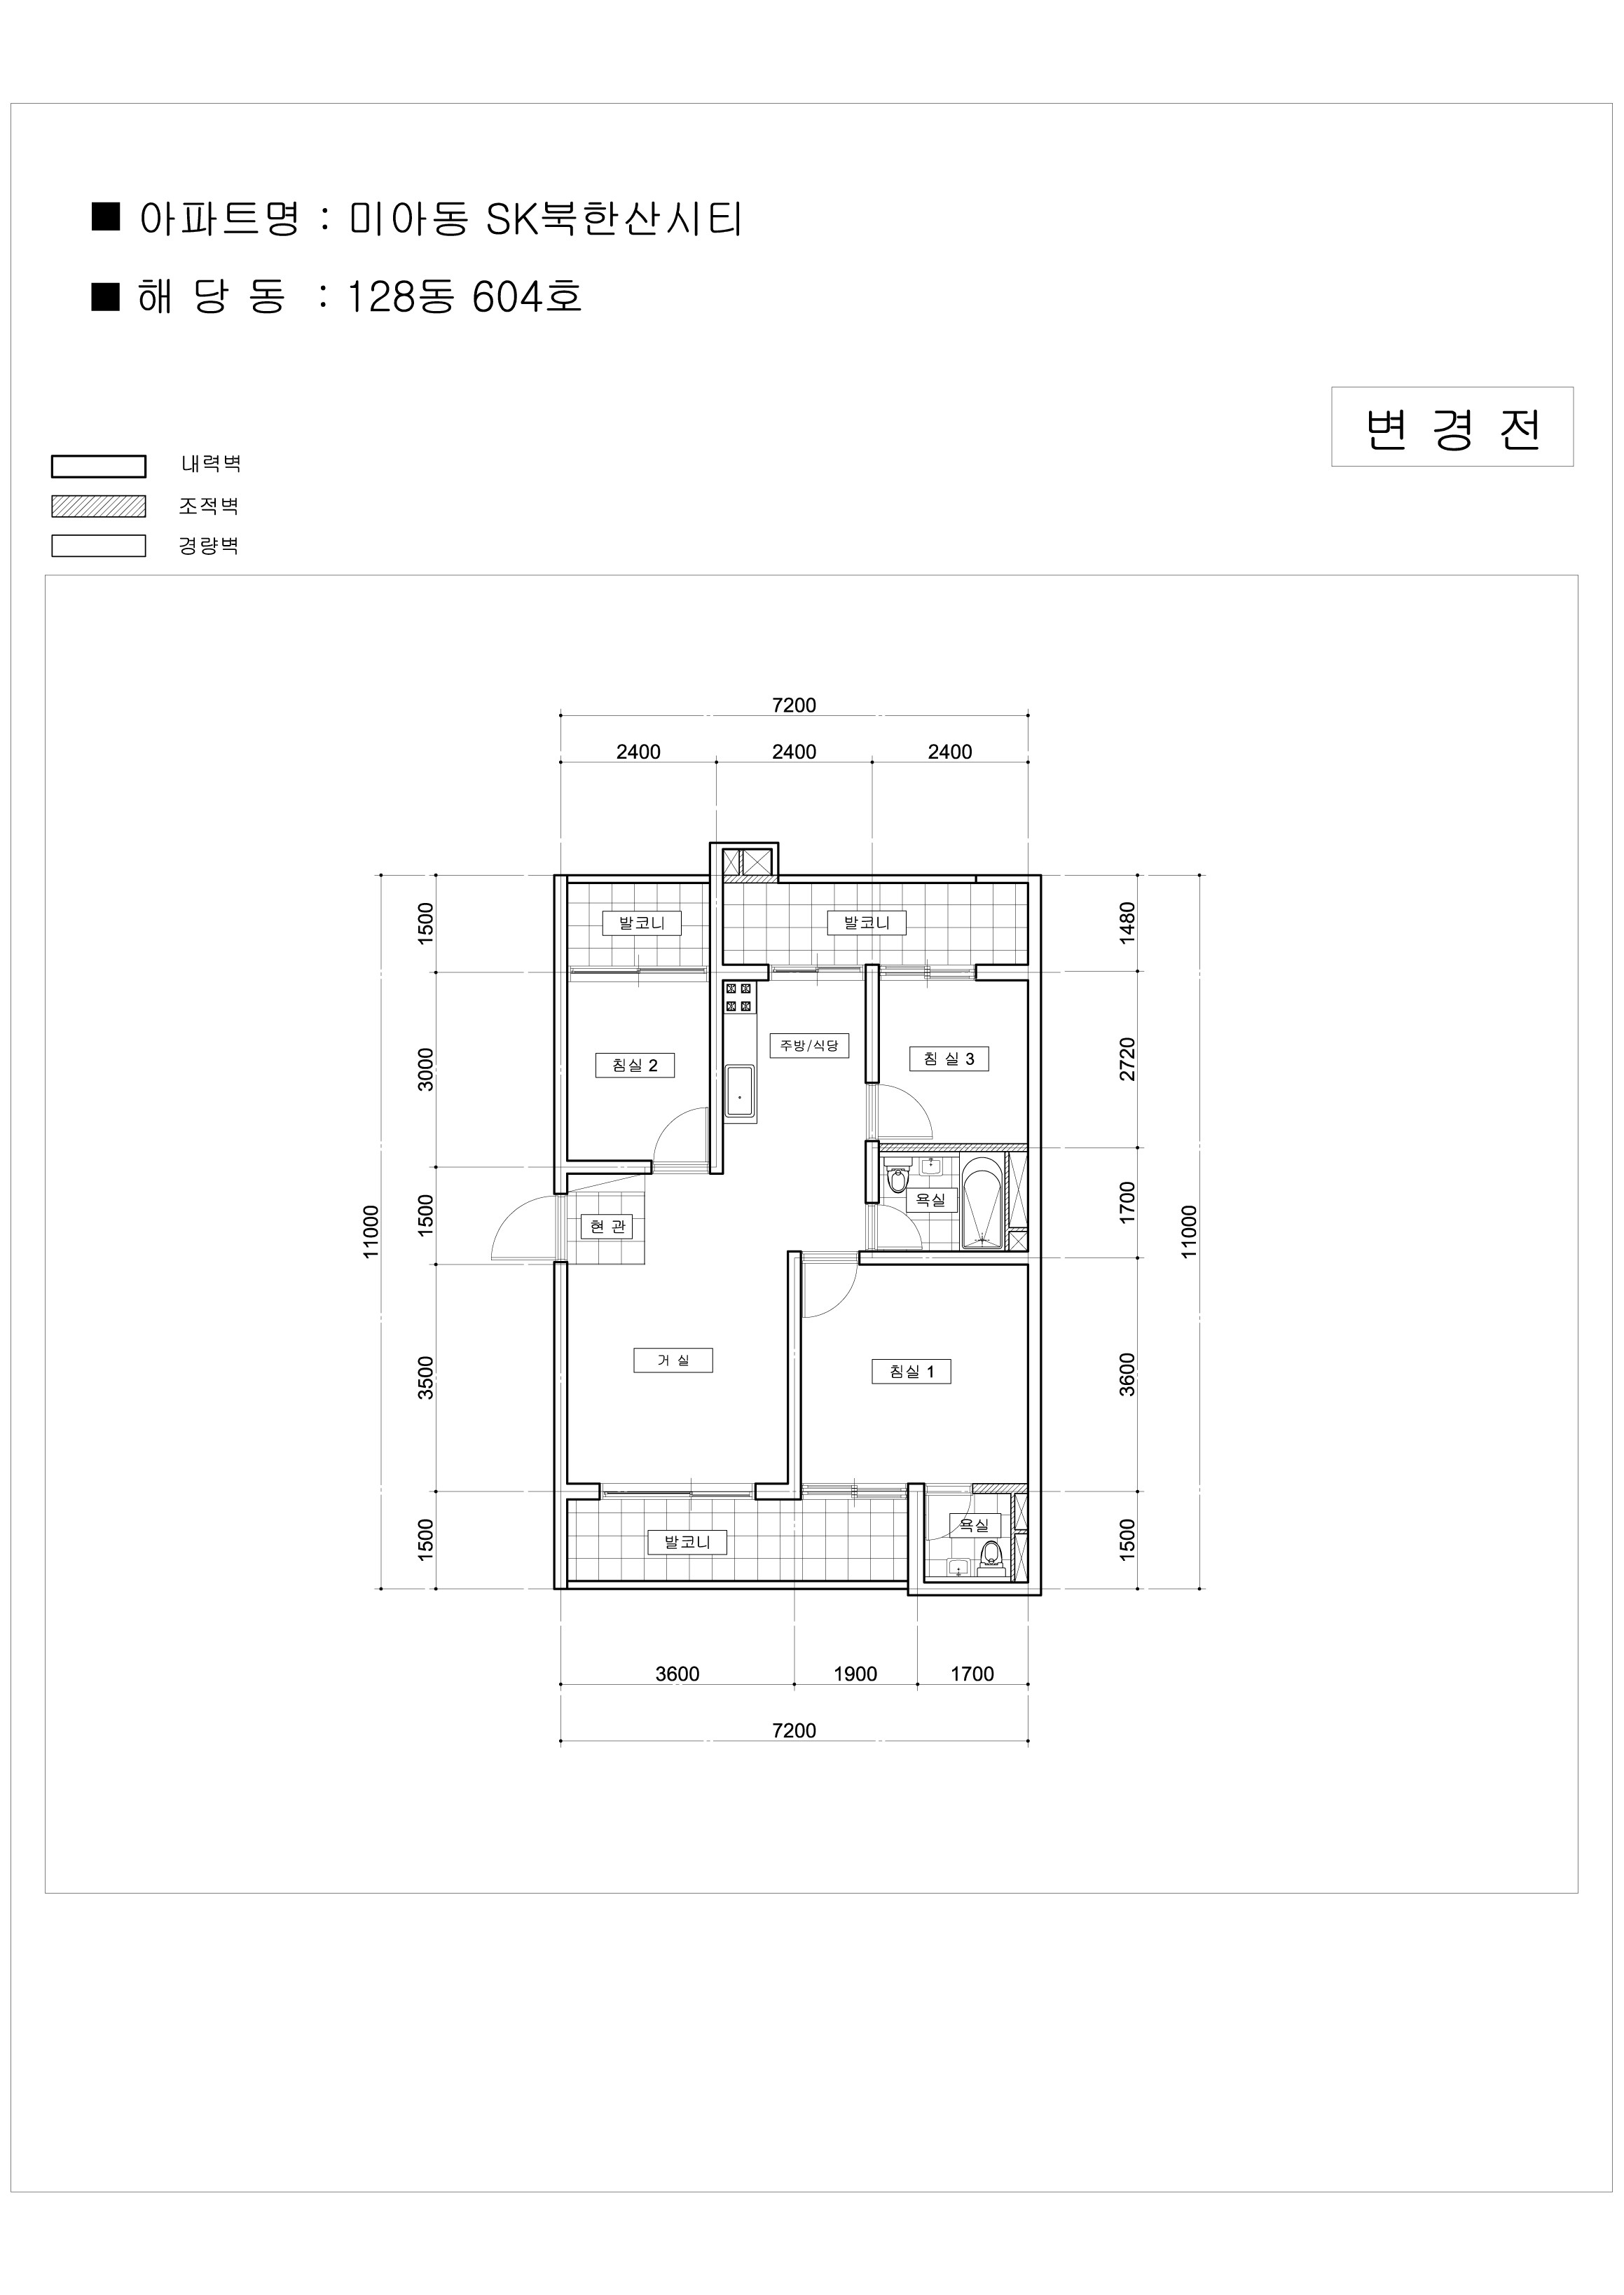 ■ 아파트명 : 미아동 SK북한산시티
■ 해 당 동 : 128동 604호
변 경 전
내력벽
조적벽
경량벽
7200
2400 2400 2400
발코니 발코니
1500 1480
침실 2 주방/식당 침 실 3
3000 2720
욕실
현 관
11000 1500 1700 11000
거 실 침실 1
3500 3600
욕실
발코니
1500 1500
3600 1900 1700
7200